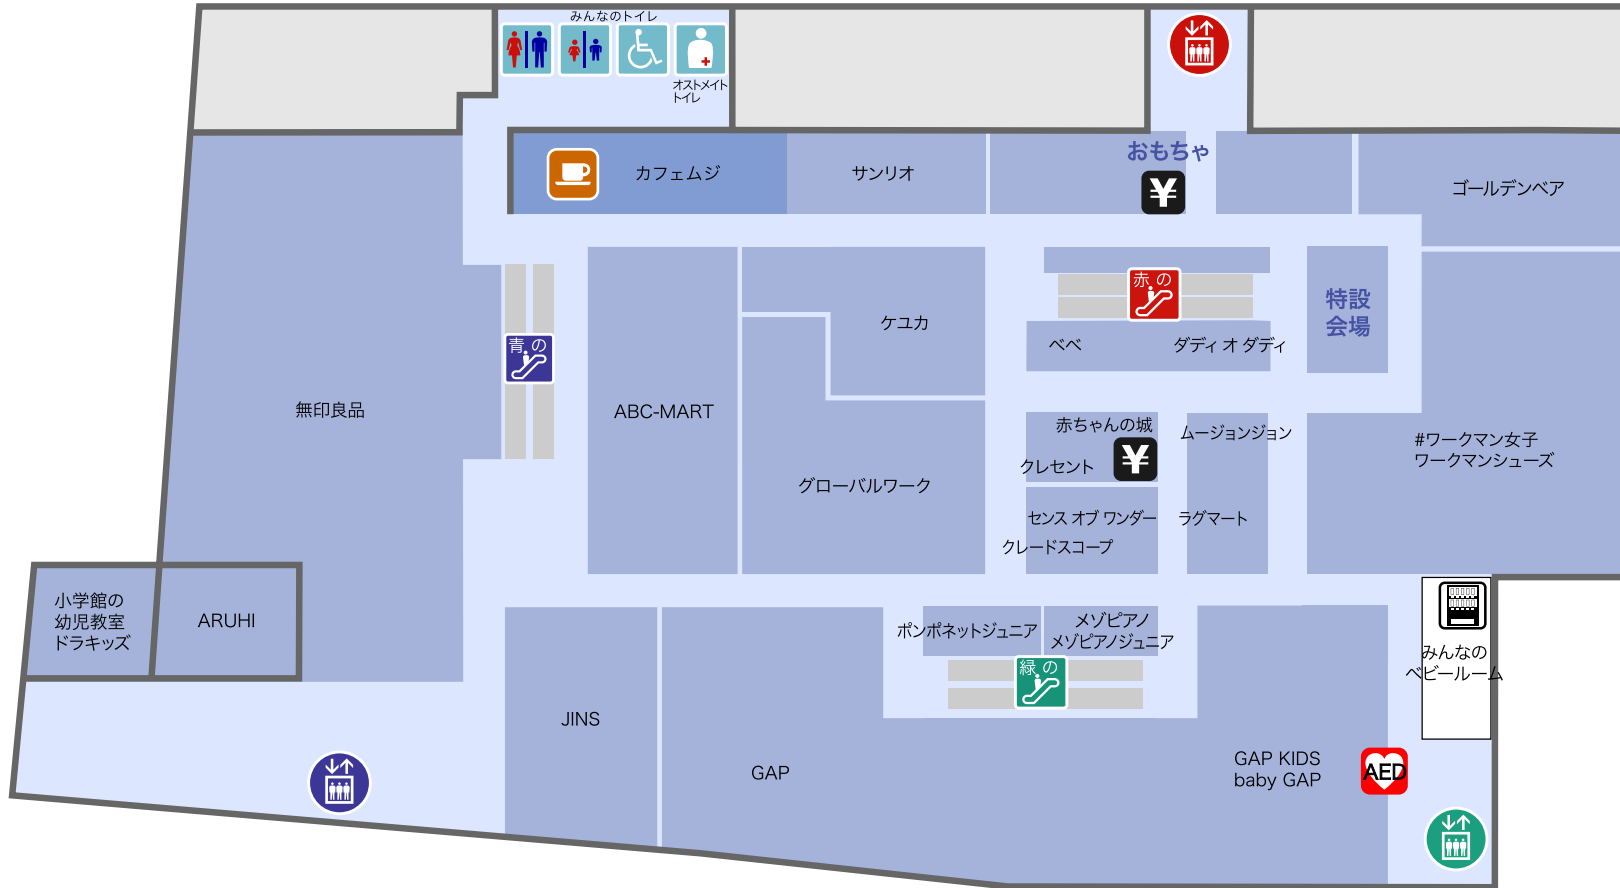 みんなのトイレ
オストメイト
トイレ
カフェムジ
サンリオ
おもちゃ
¥
ゴールデンベア
赤の
特設
会場
ケユカ
べべ
ダディ オ ダディ
青の
無印良品
ABC-MART
グローバルワーク
赤ちゃんの城
クレセント
¥
ムージョンジョン
#ワークマン女子
ワークマンシューズ
センス オブ ワンダー
クレードスコープ
ラグマート
小学館の
幼児教室
ドラキッズ
ARUHI
ポンポネットジュニア
メゾピアノ
メゾピアノジュニア
緑の
みんなの
ベビールーム
JINS
GAP
GAP KIDS
baby GAP
AED